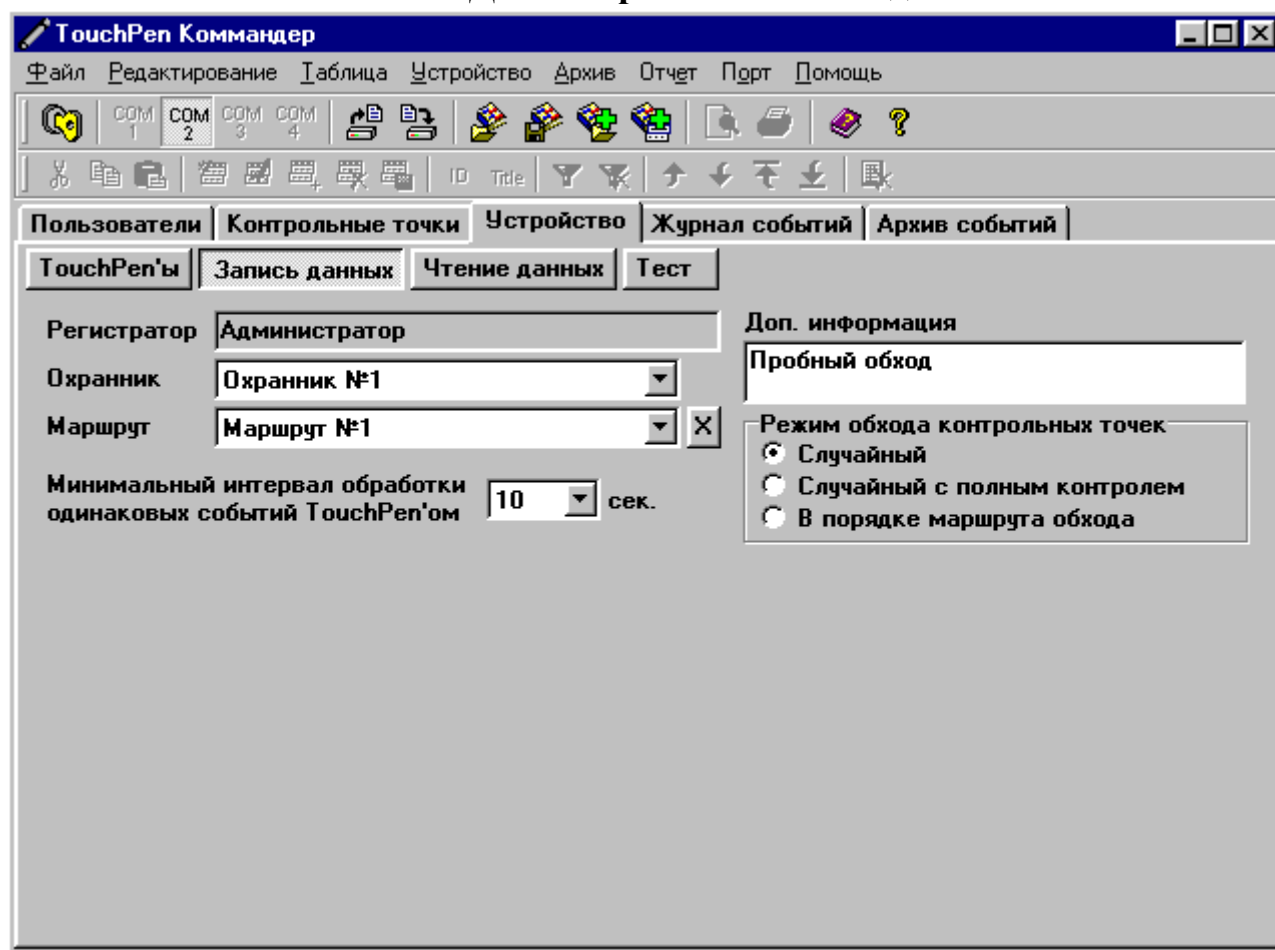 TouchPen Коммандер
Файл Редактирование Таблица Устройство Архив Отчет Порт Помощь
COM 1 COM 2 COM 3 COM 4
ID Title
Пользователи Контрольные точки Устройство Журнал событий Архив событий
TouchPen'ы Запись данных Чтение данных Тест
Регистратор Администратор
Охранник Охранник №1
Маршрут Маршрут №1 X
Минимальный интервал обработки
одинаковых событий TouchPen'ом 10 сек.
Доп. информация
Пробный обход
Режим обхода контрольных точек
Случайный
Случайный с полным контролем
В порядке маршрута обхода